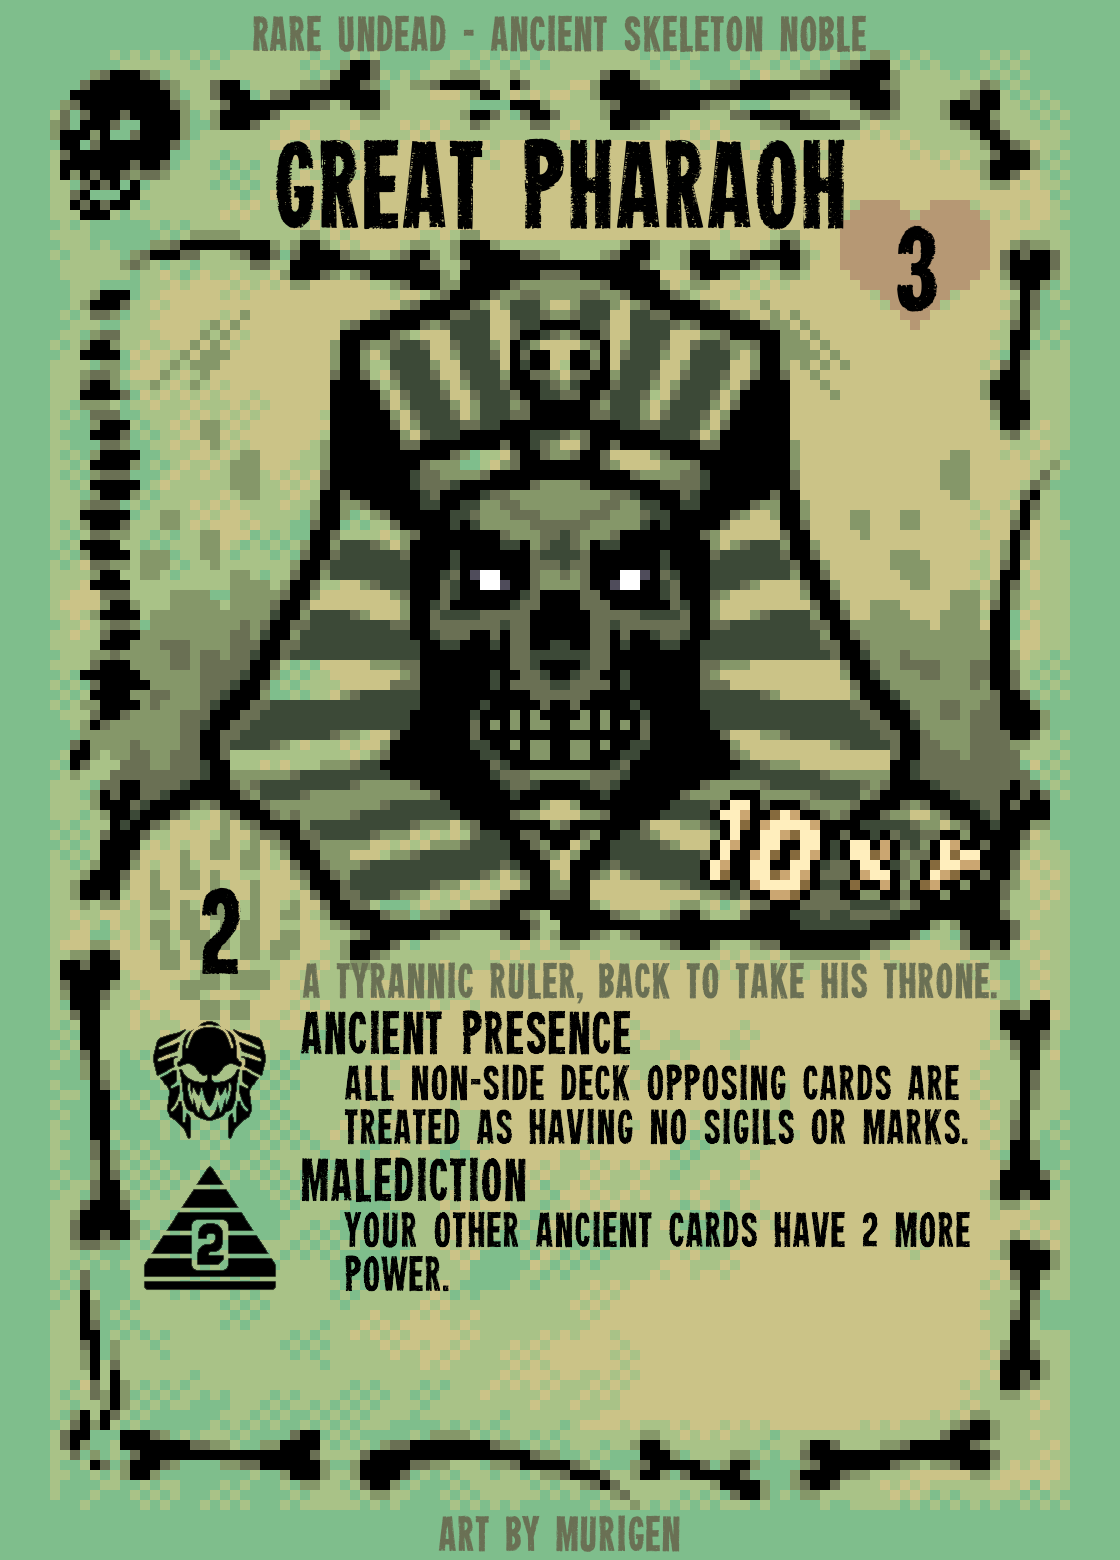 RARE UNDEAD - ANCIENT SKELETON NOBLE
GREAT PHARAOH
3
10 x
2
A TYRANNIC RULER, BACK TO TAKE HIS THRONE.
ANCIENT PRESENCE
ALL NON-SIDE DECK OPPOSING CARDS ARE
TREATED AS HAVING NO SIGILS OR MARKS.
MALEDICTION
2
YOUR OTHER ANCIENT CARDS HAVE 2 MORE
POWER.
ART BY MURIGEN